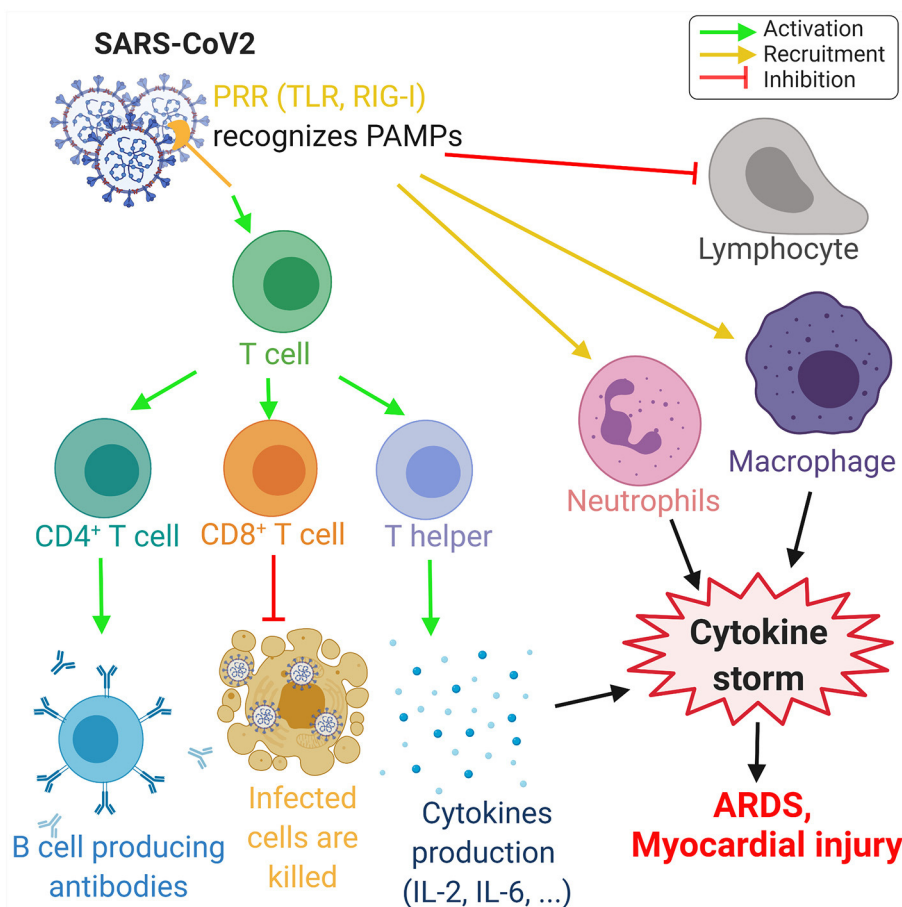 SARS-CoV2
PRR (TLR, RIG-I)
recognizes PAMPs
Activation
Recruitment
Inhibition
Lymphocyte
T cell
Macrophage
Neutrophils
CD4⁺ T cell
CD8⁺ T cell
T helper
Cytokine
storm
Infected
cells are
killed
Cytokines
production
(IL-2, IL-6, ...)
ARDS,
Myocardial injury
B cell producing
antibodies